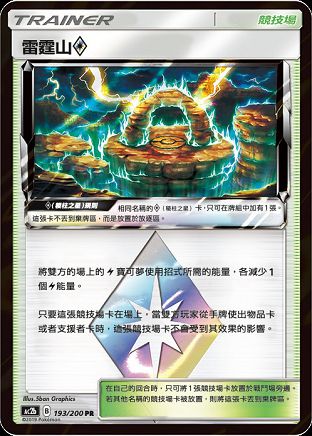 TRAINER
競技場
雷霆山◇
◇(稜柱之星)規則
相同名稱的◇(稜柱之星)卡,只可在牌組中加有1張。
這張卡不丟到棄牌區,而是放置於放逐區。
將雙方的場上的⚡寶可夢使用招式所需的能量,各減少1
個⚡能量。
只要這張競技場卡在場上,當雙方玩家從手牌使出物品卡
或者支援者卡時,這張競技場卡不會受到其效果的影響。
Illus.5ban Graphics
SC2b D 193/200 PR
©2019 Pokémon
在自己的回合時,只可將1張競技場卡放置於戰鬥場旁邊。
若其他名稱的競技場卡被放置於場上,則將這張卡丟棄。